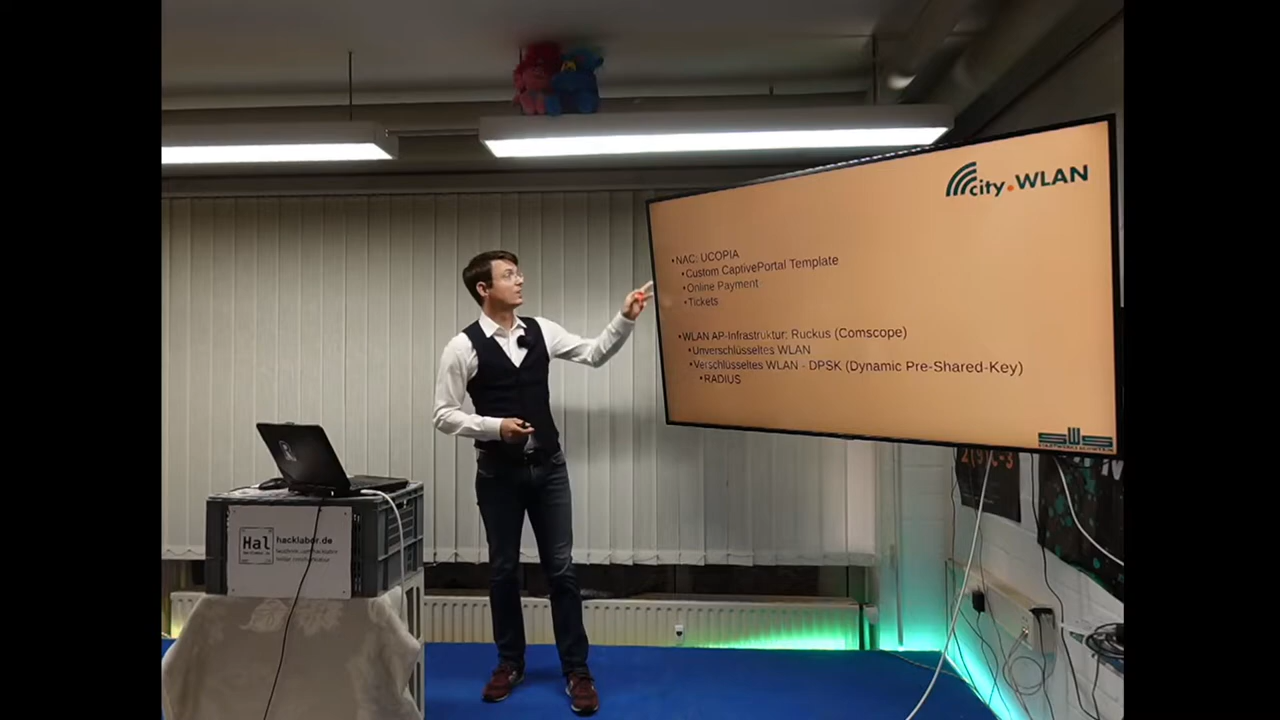 city.WLAN
•NAC: UCOPIA
•Custom CaptivePortal Template
•Online Payment
•Tickets
•WLAN AP-Infrastruktur: Ruckus (Comscope)
•Unverschlüsseltes WLAN
•Verschlüsseltes WLAN - DPSK (Dynamic Pre-Shared-Key)
•RADIUS
SWS
Hal
hacklabor.de